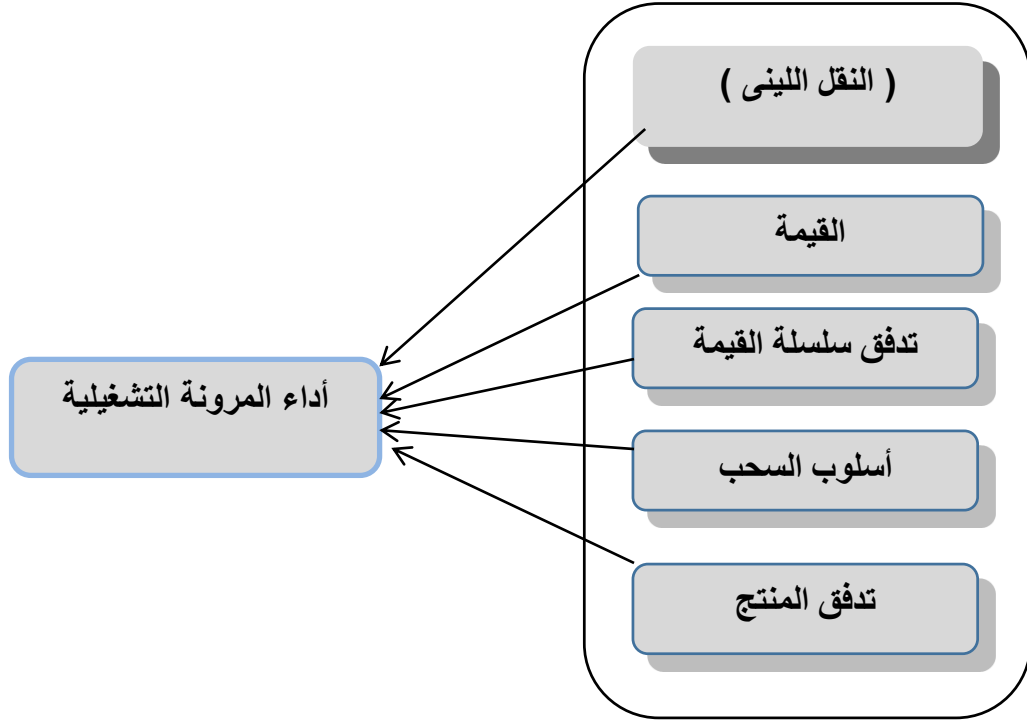 ( النقل اللينى )
القيمة
تدفق سلسلة القيمة
أسلوب السحب
تدفق المنتج
أداء المرونة التشغيلية